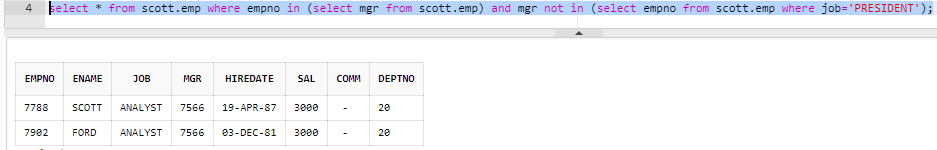 4 select * from scott.emp where empno in (select mgr from scott.emp) and mgr not in (select empno from scott.emp where job='PRESIDENT');
EMPNO ENAME JOB MGR HIREDATE SAL COMM DEPTNO
7788 SCOTT ANALYST 7566 19-APR-87 3000 - 20
7902 FORD ANALYST 7566 03-DEC-81 3000 - 20